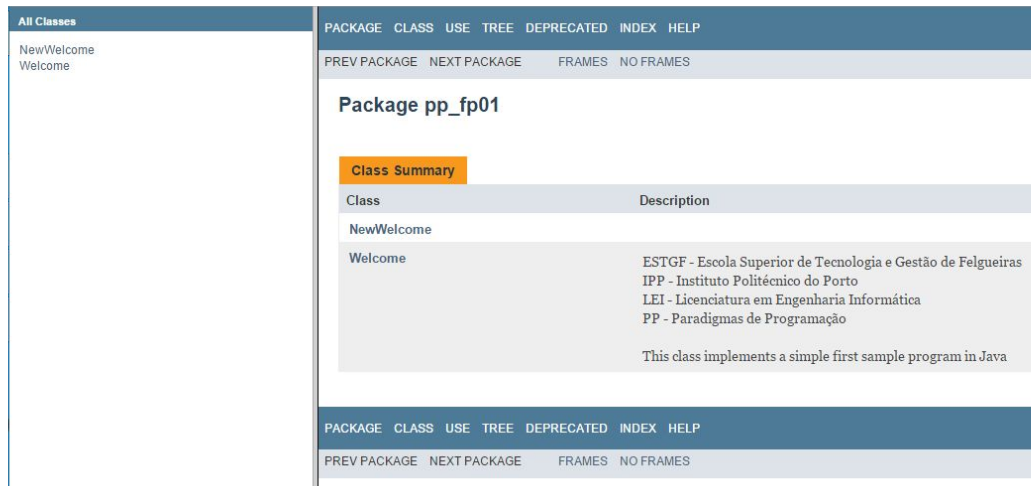 All Classes
NewWelcome
Welcome
PACKAGE CLASS USE TREE DEPRECATED INDEX HELP
PREV PACKAGE NEXT PACKAGE FRAMES NO FRAMES
Package pp_fp01
Class Summary
Class Description
NewWelcome
Welcome ESTGF - Escola Superior de Tecnologia e Gestão de Felgueiras
IPP - Instituto Politécnico do Porto
LEI - Licenciatura em Engenharia Informática
PP - Paradigmas de Programação
This class implements a simple first sample program in Java
PACKAGE CLASS USE TREE DEPRECATED INDEX HELP
PREV PACKAGE NEXT PACKAGE FRAMES NO FRAMES